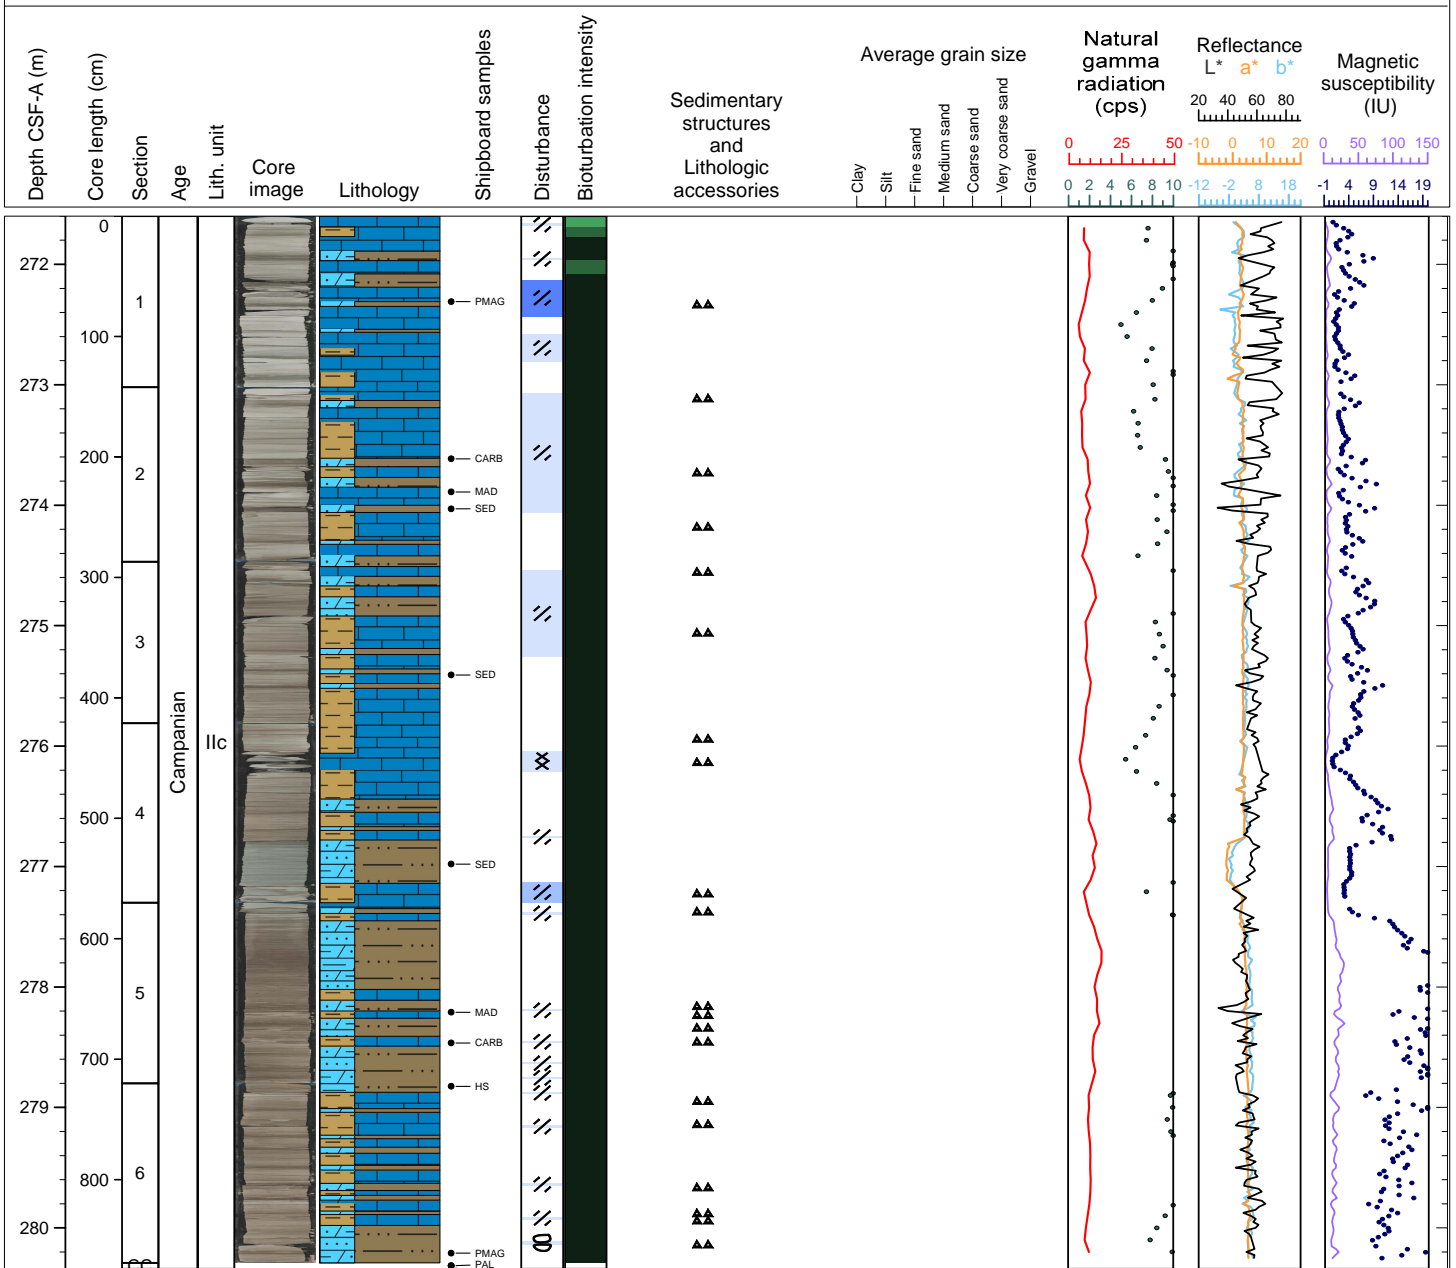 Depth CSF-A (m)
Core length (cm)
Section
Age
Lith. unit
Core
image
Lithology
Shipboard samples
Disturbance
Bioturbation intensity
Sedimentary
structures
and
Lithologic
accessories
Average grain size
Clay
Silt
Fine sand
Medium sand
Coarse sand
Very coarse sand
Gravel
Natural
gamma
radiation
(cps)
0 25 50
0 2 4 6 8 10
Reflectance
L* a* b*
20 40 60 80
-10 0 10 20
-12 -2 8 18
Magnetic
susceptibility
(IU)
0 50 100 150
-1 4 9 14 19
272
273
274
275
276
277
278
279
280
0
100
200
300
400
500
600
700
800
1
2
3
4
5
6
CC
Campanian
IIc
PMAG
CARB
MAD
SED
SED
SED
MAD
CARB
HS
PMAG
PAL